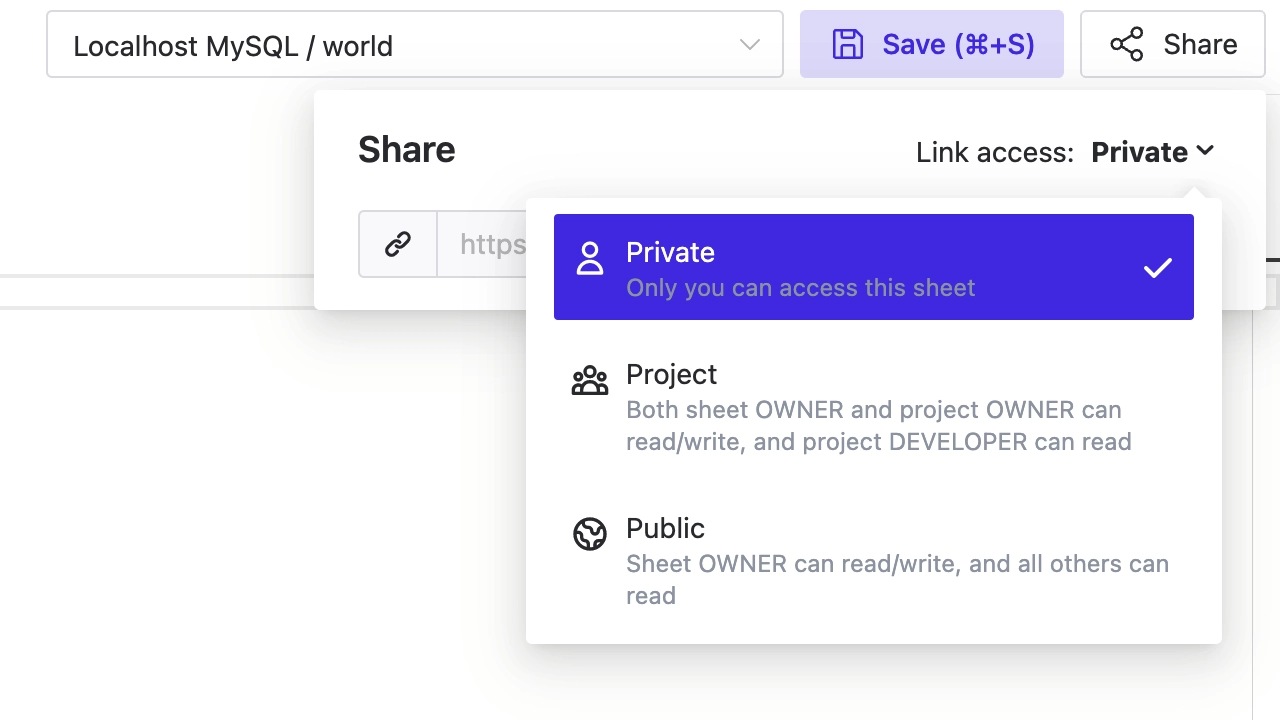 Localhost MySQL / world
Save (⌘+S)
Share
Share
Link access: Private
https
Private
Only you can access this sheet
Project
Both sheet OWNER and project OWNER can
read/write, and project DEVELOPER can read
Public
Sheet OWNER can read/write, and all others can
read